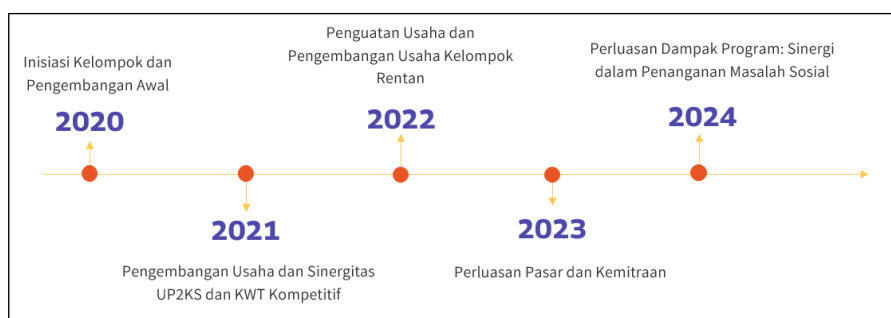 Inisiasi Kelompok dan
Pengembangan Awal
2020
Pengembangan Usaha dan Sinergitas
UP2KS dan KWT Kompetitif
2021
Penguatan Usaha dan
Pengembangan Usaha Kelompok
Rentan
2022
2023
Perluasan Pasar dan Kemitraan
Perluasan Dampak Program: Sinergi
dalam Penanganan Masalah Sosial
2024